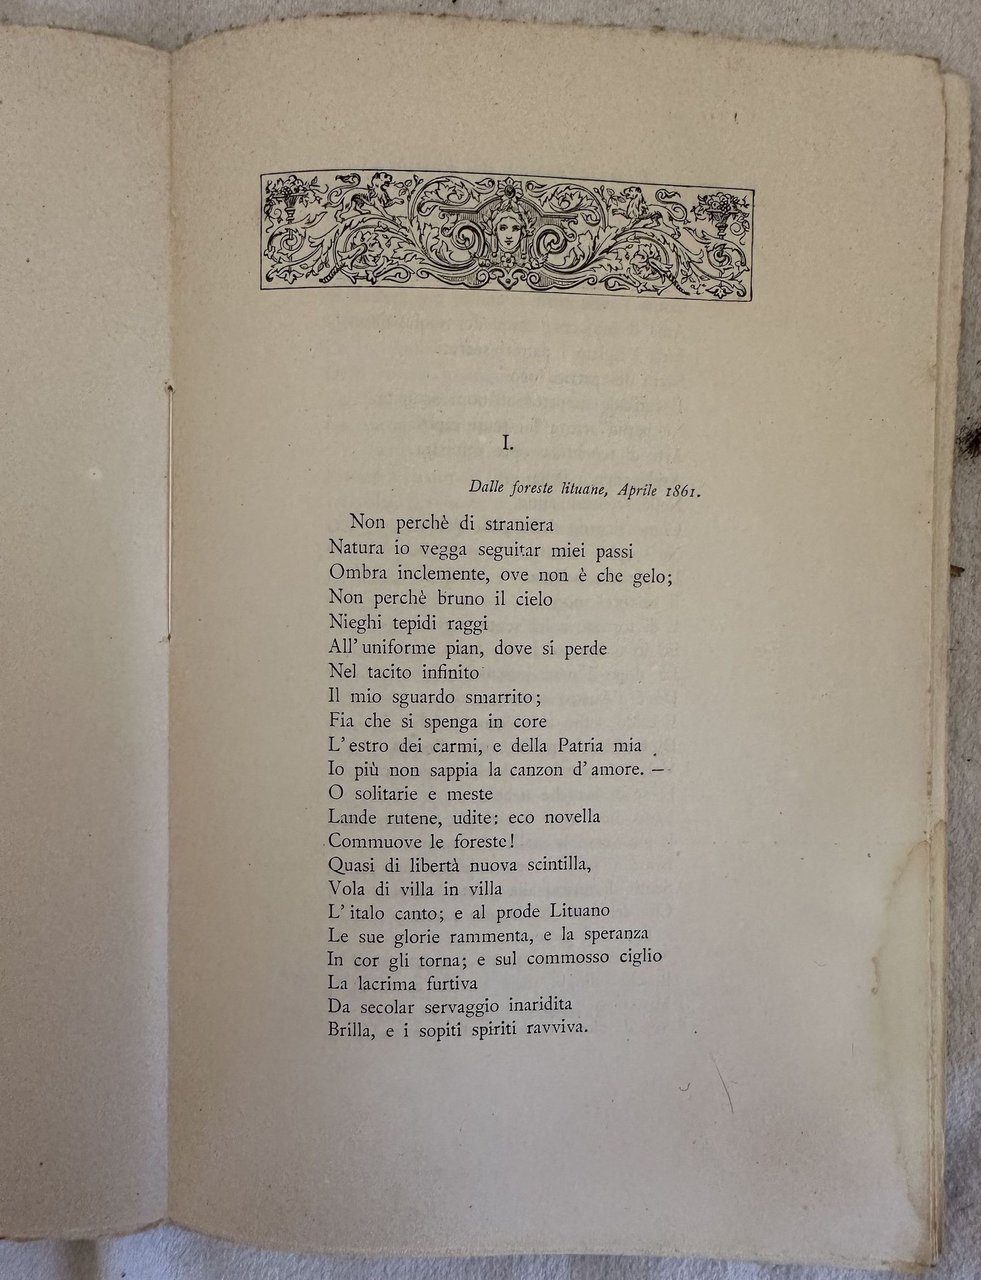 I.
Dalle foreste lituane, Aprile 1861.
Non perchè di straniera
Natura io vegga seguitar miei passi
Ombra inclemente, ove non è che gelo;
Non perchè bruno il cielo
Nieghi tepidi raggi
All' uniforme pian, dove si perde
Nel tacito infinito
Il mio sguardo smarrito;
Fia che si spenga in core
L' estro dei carmi, e della Patria mia
Io più non sappia la canzon d' amore. —
O solitarie e meste
Lande rutene, udite: eco novella
Commuove le foreste!
Quasi di libertà nuova scintilla,
Vola di villa in villa
L' italo canto; e al prode Lituano
Le sue glorie rammenta, e la speranza
In cor gli torna; e sul commosso ciglio
La lacrima furtiva
Da secolar servaggio inaridita
Brilla, e i sopiti spiriti ravviva.